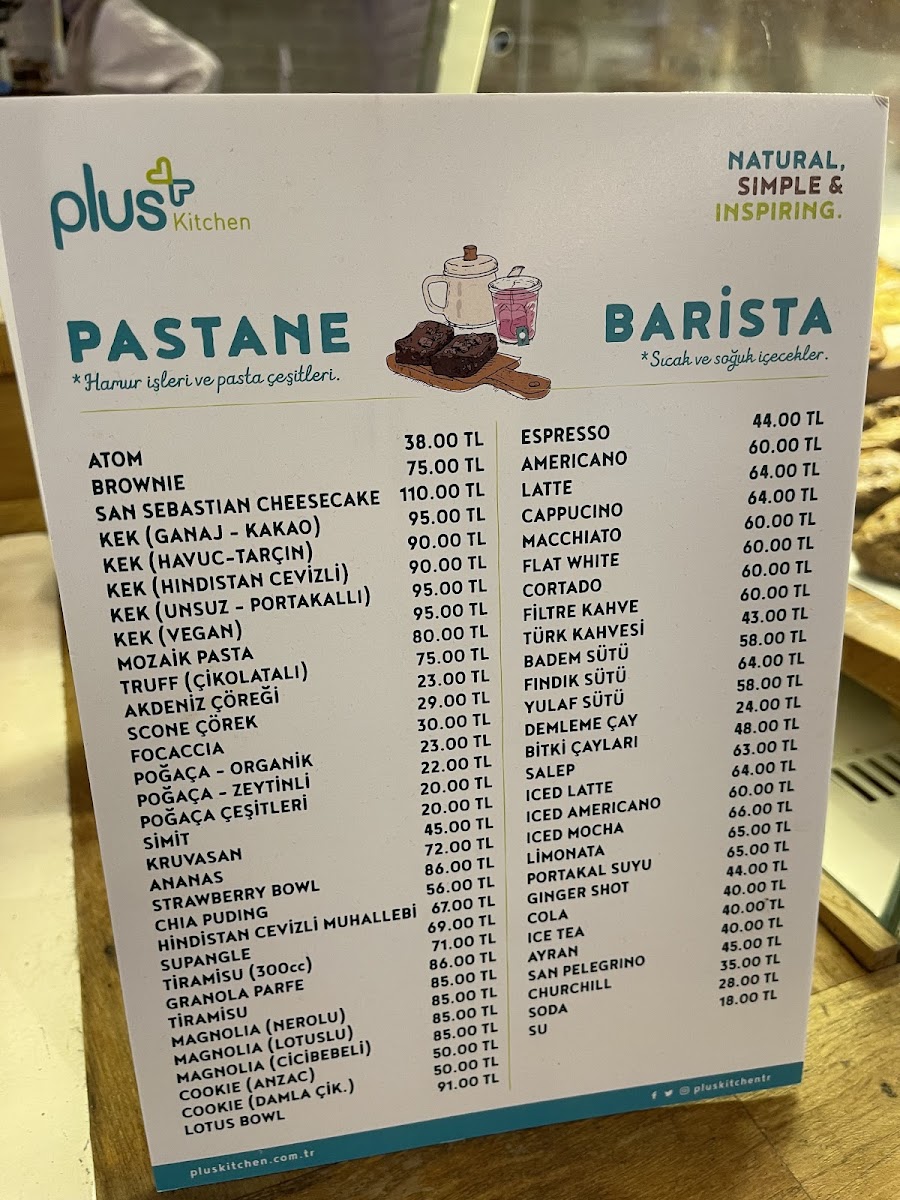 plus Kitchen
NATURAL,
SIMPLE &
INSPIRING.
PASTANE
*Hamur işleri ve pasta çeşitleri.
ATOM 38.00 TL
BROWNIE 75.00 TL
SAN SEBASTIAN CHEESECAKE 110.00 TL
KEK (GANAJ - KAKAO) 95.00 TL
KEK (HAVUC-TARÇIN) 90.00 TL
KEK (HINDISTAN CEVİZLİ) 90.00 TL
KEK (UNSUZ - PORTAKALLI) 95.00 TL
KEK (VEGAN) 95.00 TL
MOZAİK PASTA 80.00 TL
TRUFF (ÇİKOLATALI) 75.00 TL
AKDENİZ ÇÖREĞİ 23.00 TL
SCONE ÇÖREK 29.00 TL
FOCACCIA 30.00 TL
POĞAÇA - ORGANIK 23.00 TL
POĞAÇA - ZEYTİNLİ 22.00 TL
POĞAÇA ÇEŞİTLERİ 20.00 TL
SİMİT 20.00 TL
KRUVASAN 45.00 TL
ANANAS 72.00 TL
STRAWBERRY BOWL 86.00 TL
CHIA PUDING 56.00 TL
HİNDİSTAN CEVİZLİ MUHALLEBİ 67.00 TL
SUPANGLE 69.00 TL
TİRAMİSU (300cc) 71.00 TL
GRANOLA PARFE 86.00 TL
TİRAMİSU 85.00 TL
MAGNOLIA (NEROLU) 85.00 TL
MAGNOLIA (LOTUSLU) 85.00 TL
MAGNOLIA (CİCİBEBELİ) 85.00 TL
COOKIE (ANZAC) 50.00 TL
COOKIE (DAMLA ÇİK.) 50.00 TL
LOTUS BOWL 91.00 TL
BARİSTA
*Sıcak ve soğuk içecekler.
ESPRESSO 44.00 TL
AMERICANO 60.00 TL
LATTE 64.00 TL
CAPPUCINO 64.00 TL
MACCHIATO 60.00 TL
FLAT WHITE 60.00 TL
CORTADO 60.00 TL
FİLTRE KAHVE 60.00 TL
TÜRK KAHVESİ 43.00 TL
BADEM SÜTÜ 58.00 TL
FINDIK SÜTÜ 64.00 TL
YULAF SÜTÜ 58.00 TL
DEMLEME ÇAY 24.00 TL
BİTKİ ÇAYLARI 48.00 TL
SALEP 63.00 TL
ICED LATTE 64.00 TL
ICED AMERICANO 60.00 TL
ICED MOCHA 66.00 TL
LİMONATA 65.00 TL
PORTAKAL SUYU 65.00 TL
GINGER SHOT 44.00 TL
COLA 40.00 TL
ICE TEA 40.00 TL
AYRAN 40.00 TL
SAN PELEGRINO 45.00 TL
CHURCHILL 35.00 TL
SODA 28.00 TL
SU 18.00 TL
pluskitchen.com.tr
pluskitchentr